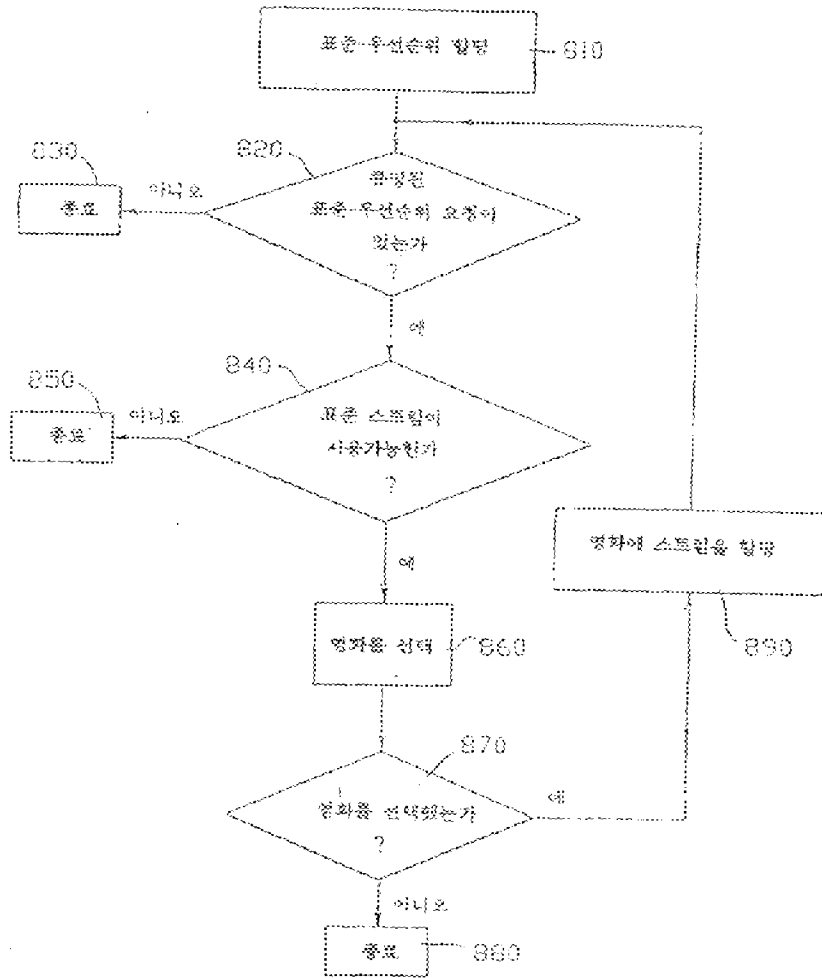 표준-우선순위 할당
810
820
830
큐잉된
표준-우선순위 요청이
있는가
?
아니오
종료
예
840
850
표준 스트림이
사용가능한가
?
아니오
종료
예
영화를 선택
860
영화에 스트림을 할당
890
870
영화를 선택했는가
?
예
아니오
종료
880